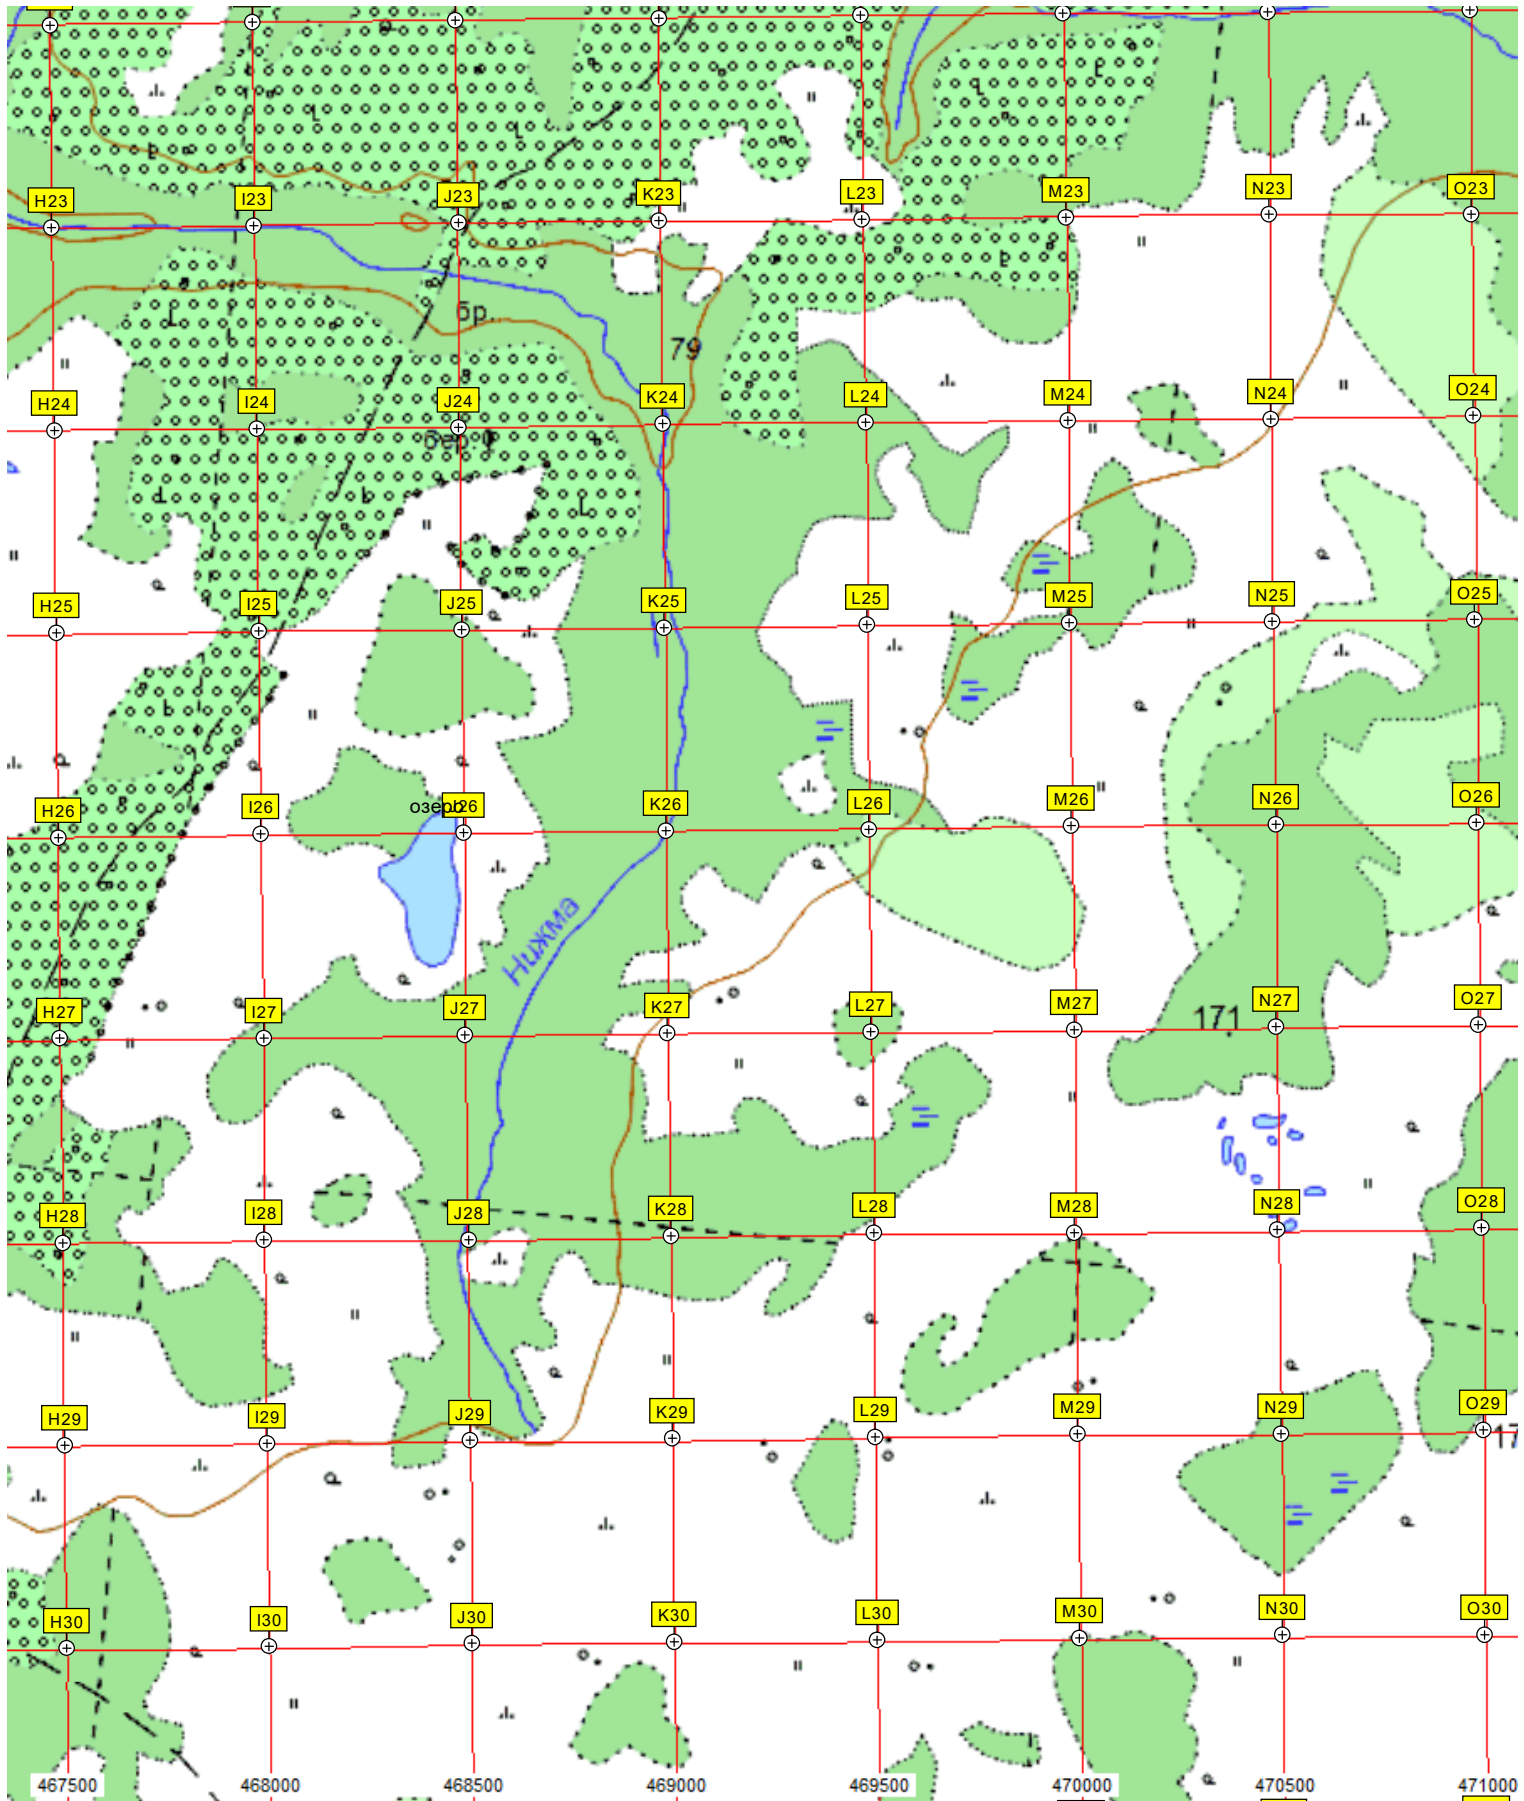 H23 I23 J23 K23 L23 M23 N23 O23
бр.
79
H24 I24 J24 K24 L24 M24 N24 O24
H25 I25 J25 K25 L25 M25 N25 O25
озеро
H26 I26 J26 K26 L26 M26 N26 O26
Нижма
H27 I27 J27 K27 L27 M27 N27 O27
171
H28 I28 J28 K28 L28 M28 N28 O28
H29 I29 J29 K29 L29 M29 N29 O29
17
H30 I30 J30 K30 L30 M30 N30 O30
467500 468000 468500 469000 469500 470000 470500 471000